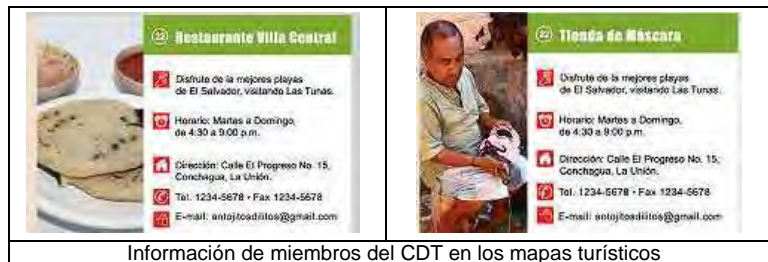 22 Restaurante Villa Central
Disfrute de la mejores playas
de El Salvador, visitando Las Tunas.
Horario: Martes a Domingo,
de 4:30 a 9:00 p.m.
Dirección: Calle El Progreso No. 15,
Conchagua, La Unión.
Tel. 1234-5678 • Fax 1234-5678
E-mail: antojitosdilitos@gmail.com
22 Tienda de Máscara
Disfrute de la mejores playas
de El Salvador, visitando Las Tunas.
Horario: Martes a Domingo,
de 4:30 a 9:00 p.m.
Dirección: Calle El Progreso No. 15,
Conchagua, La Unión.
Tel. 1234-5678 • Fax 1234-5678
E-mail: antojitosdilitos@gmail.com
Información de miembros del CDT en los mapas turísticos